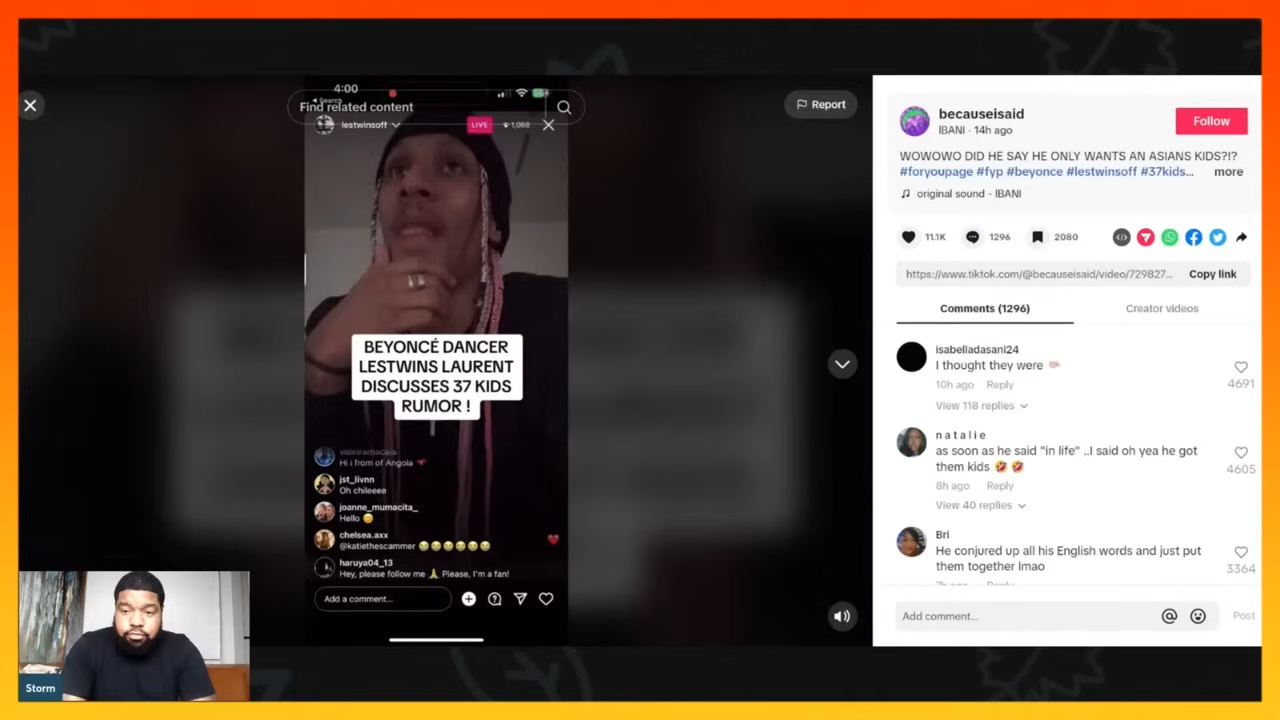 4:00
Search
Find related content
lestwinsoff
LIVE
1,088
Report
BEYONCÉ DANCER
LESTWINS LAURENT
DISCUSSES 37 KIDS
RUMOR !
Hi i from of Angola
jst_livnn
Oh chileeee
joanne_mumacita_
Hello
chelsea.axx
@katiethescammer
haruya04_13
Hey, please follow me 🙏 Please, I'm a fan!
Add a comment...
Storm
becauseisaid
IBANI · 14h ago
Follow
WOWOWO DID HE SAY HE ONLY WANTS AN ASIANS KIDS?!?
#foryoupage #fyp #beyonce #lestwinsoff #37kids... more
original sound - IBANI
11.1K 1296 2080
https://www.tiktok.com/@becauseisaid/video/729827... Copy link
Comments (1296) Creator videos
isabelladasani24
I thought they were
10h ago Reply
4691
View 118 replies
n a t a l i e
as soon as he said "in life" ..I said oh yea he got
them kids 🤣 🤣
4605
8h ago Reply
View 40 replies
Bri
He conjured up all his English words and just put
them together lmao
3364
Add comment... Post